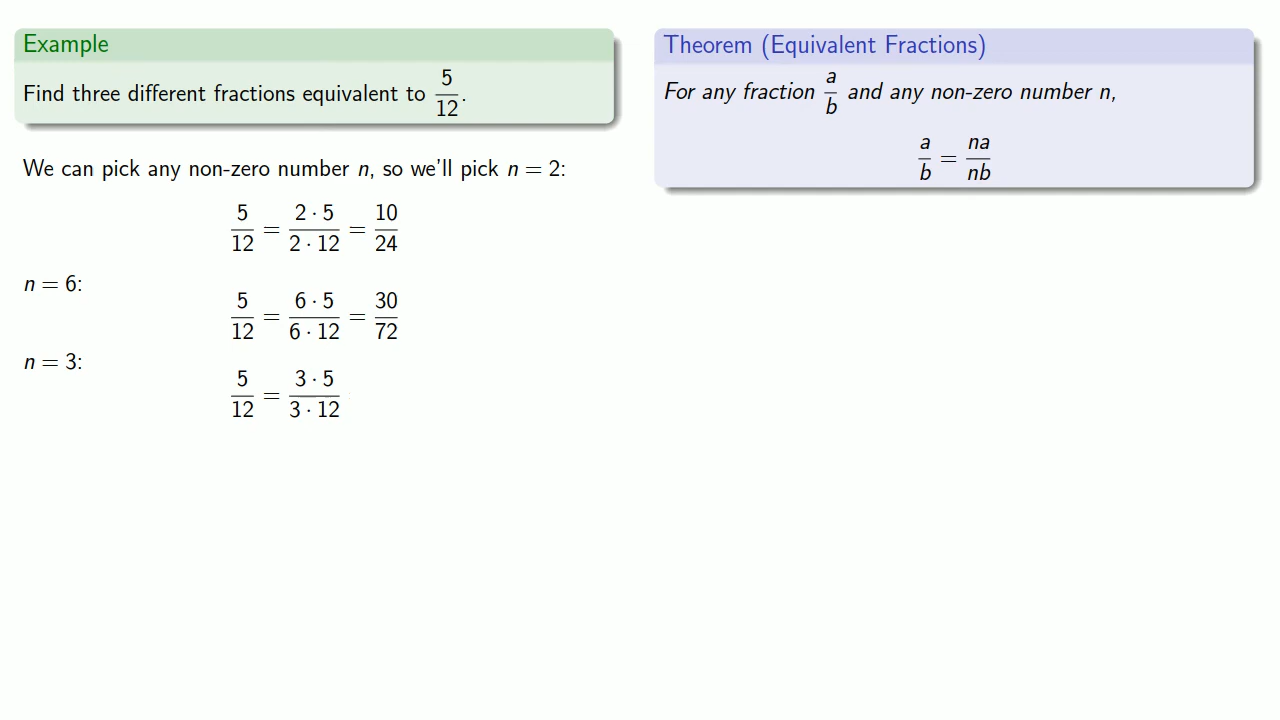 Example
Find three different fractions equivalent to 5/12.
We can pick any non-zero number n, so we'll pick n = 2:
5/12 = 2 · 5/2 · 12 = 10/24
n = 6:
5/12 = 6 · 5/6 · 12 = 30/72
n = 3:
5/12 = 3 · 5/3 · 12
Theorem (Equivalent Fractions)
For any fraction a/b and any non-zero number n,
a/b = na/nb